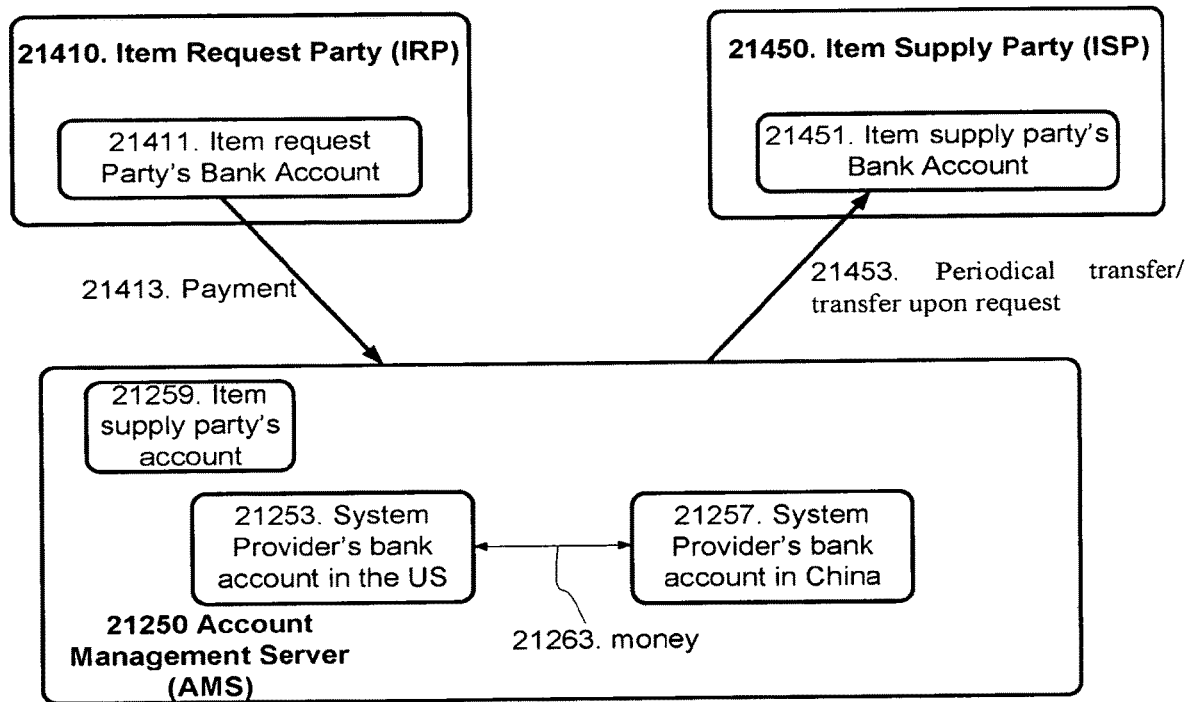 21410. Item Request Party (IRP)
21411. Item request
Party's Bank Account
21450. Item Supply Party (ISP)
21451. Item supply party's
Bank Account
21413. Payment
21453. Periodical transfer/
transfer upon request
21259. Item
supply party's
account
21253. System
Provider's bank
account in the US
21257. System
Provider's bank
account in China
21263. money
21250 Account
Management Server
(AMS)